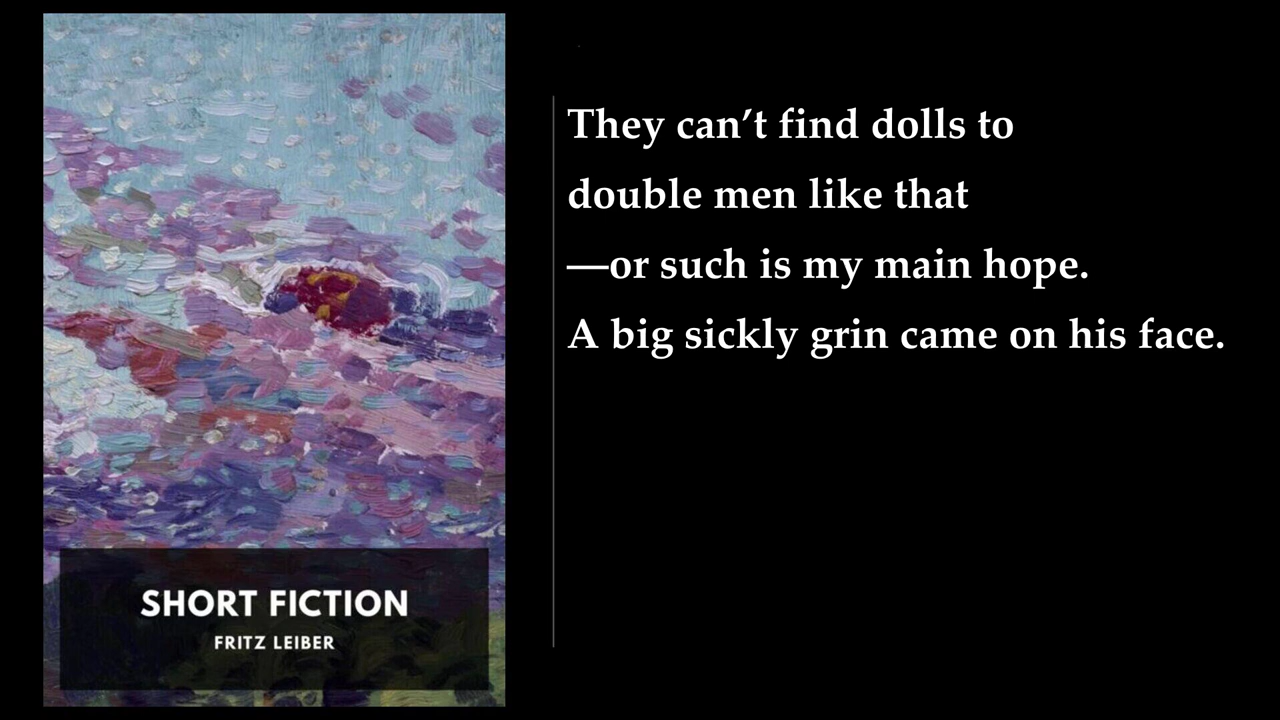 They can’t find dolls to
double men like that
—or such is my main hope.
A big sickly grin came on his face.
SHORT FICTION
FRITZ LEIBER